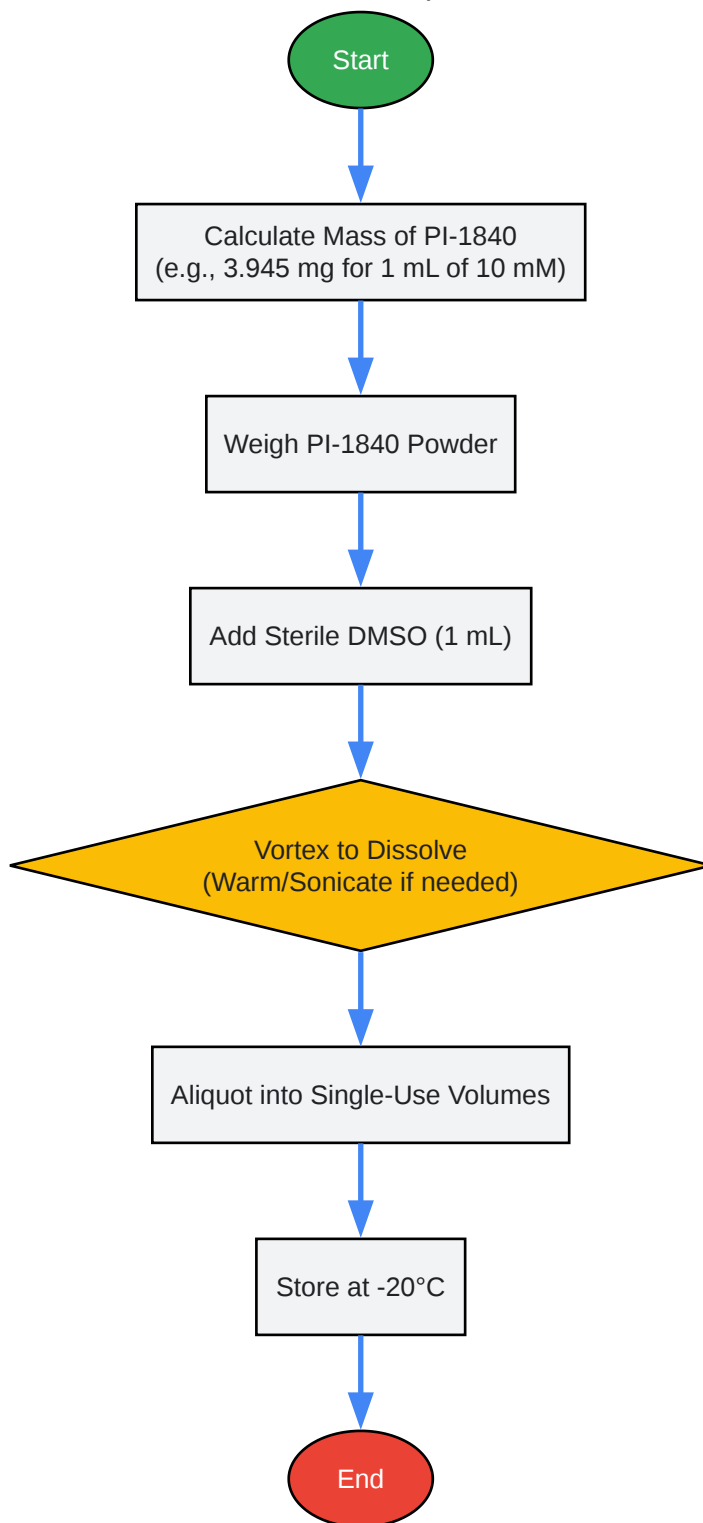 Start
Calculate Mass of PI-1840
(e.g., 3.945 mg for 1 mL of 10 mM)
Weigh PI-1840 Powder
Add Sterile DMSO (1 mL)
Vortex to Dissolve
(Warm/Sonicate if needed)
Aliquot into Single-Use Volumes
Store at -20°C
End